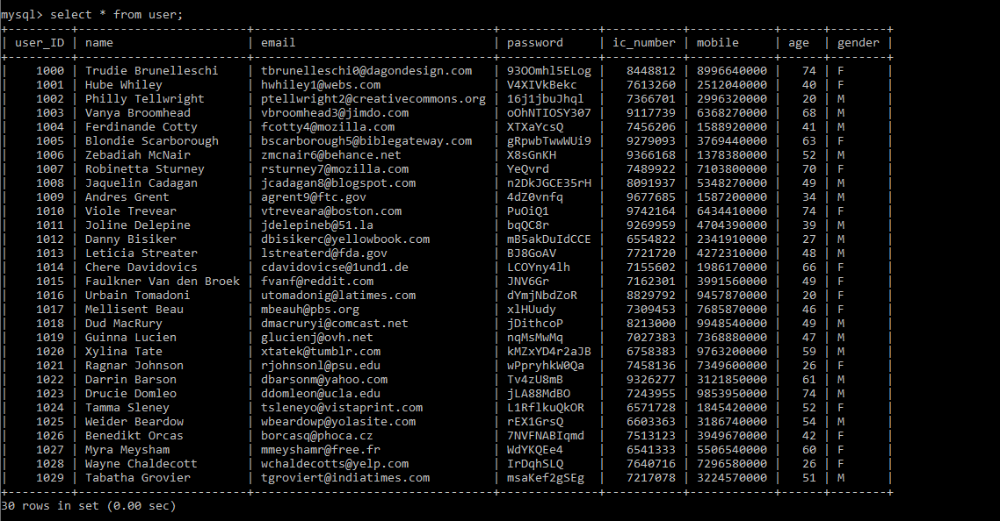 mysql> select * from user;
+---------+------------------------+----------------------------------+-------------+-----------+------------+------+--------+
| user_ID | name | email | password | ic_number | mobile | age | gender |
+---------+------------------------+----------------------------------+-------------+-----------+------------+------+--------+
| 1000 | Trudie Brunelleschi | tbrunelleschi0@dagondesign.com | 93OOmhl5ELog | 8448812 | 8996640000 | 74 | F |
| 1001 | Hube Whiley | hwhiley1@webs.com | V4XIVkBekc | 7613260 | 2512040000 | 40 | F |
| 1002 | Philly Tellwright | ptellwright2@creativecommons.org | 16j1jbuJhql | 7366701 | 2996320000 | 20 | M |
| 1003 | Vanya Broomhead | vbroomhead3@jimdo.com | oOhNTIOSY307 | 9117739 | 6368270000 | 68 | M |
| 1004 | Ferdinande Cotty | fcotty4@mozilla.com | XTXaYcsQ | 7456206 | 1588920000 | 41 | M |
| 1005 | Blondie Scarborough | bscarborough5@biblegateway.com | gRpwbTwwWUi9 | 9279093 | 3769440000 | 63 | F |
| 1006 | Zebadiah McNair | zmcnair6@behance.net | X8sGnKH | 9366168 | 1378380000 | 52 | M |
| 1007 | Robinetta Sturney | rsturney7@mozilla.com | YeQvrd | 7489922 | 7103800000 | 70 | F |
| 1008 | Jaquelin Cadagan | jcadagan8@blogspot.com | n2DkJGCE35rH | 8091937 | 5348270000 | 49 | M |
| 1009 | Andres Grent | agrent9@ftc.gov | 4dZ0vnfq | 9677685 | 1587200000 | 34 | M |
| 1010 | Viole Trevear | vtreveara@boston.com | PuOiQ1 | 9742164 | 6434410000 | 74 | F |
| 1011 | Joline Delepine | jdelepineb@51.la | bqQC8r | 9269959 | 4704390000 | 39 | M |
| 1012 | Danny Bisiker | dbisikerc@yellowbook.com | mB5akDuIdCCE | 6554822 | 2341910000 | 27 | M |
| 1013 | Leticia Streater | lstreaterd@fda.gov | BJ8GoAV | 7721720 | 4272310000 | 48 | M |
| 1014 | Chere Davidovics | cdavidovicse@1und1.de | LCOYny4lh | 7155602 | 1986170000 | 66 | F |
| 1015 | Faulkner Van den Broek | fvanf@reddit.com | JNV6Gr | 7162301 | 3991560000 | 49 | F |
| 1016 | Urbain Tomadoni | utomadonig@latimes.com | dYmjNbdZoR | 8829792 | 9457870000 | 20 | F |
| 1017 | Mellisent Beau | mbeauh@pbs.org | xlHUudy | 7309453 | 7685870000 | 46 | F |
| 1018 | Dud MacRury | dmacruryi@comcast.net | jDithcoP | 8213000 | 9948540000 | 49 | M |
| 1019 | Guinna Lucien | glucienj@ovh.net | nqMsMwMq | 7027383 | 7368880000 | 47 | M |
| 1020 | Xylina Tate | xtatek@tumblr.com | kMZxYD4r2aJB | 6758383 | 9763200000 | 59 | M |
| 1021 | Ragnar Johnson | rjohnsonl@psu.edu | wPpryhkW0Qa | 7458136 | 7349600000 | 26 | F |
| 1022 | Darrin Barson | dbarsonm@yahoo.com | Tv4zU8mB | 9326277 | 3121850000 | 61 | M |
| 1023 | Drucie Domleo | ddomleon@ucla.edu | jLA88MdBO | 7243955 | 9853950000 | 74 | M |
| 1024 | Tamma Sleney | tsleneyo@vistaprint.com | L1RflkuQkOR | 6571728 | 1845420000 | 52 | F |
| 1025 | Weider Beardow | wbeardowp@yolasite.com | rEX1GrsQ | 6603363 | 3186740000 | 54 | M |
| 1026 | Benedikt Orcas | borcasq@phoca.cz | 7NVFNABIqmd | 7513123 | 3949670000 | 42 | F |
| 1027 | Myra Meysham | mmeyshamr@free.fr | WdYKQEe4 | 6541333 | 5506540000 | 60 | F |
| 1028 | Wayne Chaldecott | wchaldecotts@yelp.com | IrDqhSLQ | 7640716 | 7296580000 | 26 | F |
| 1029 | Tabatha Grovier | tgroviert@indiatimes.com | msaKef2gSEg | 7217078 | 3224570000 | 51 | M |
+---------+------------------------+----------------------------------+-------------+-----------+------------+------+--------+
30 rows in set (0.00 sec)